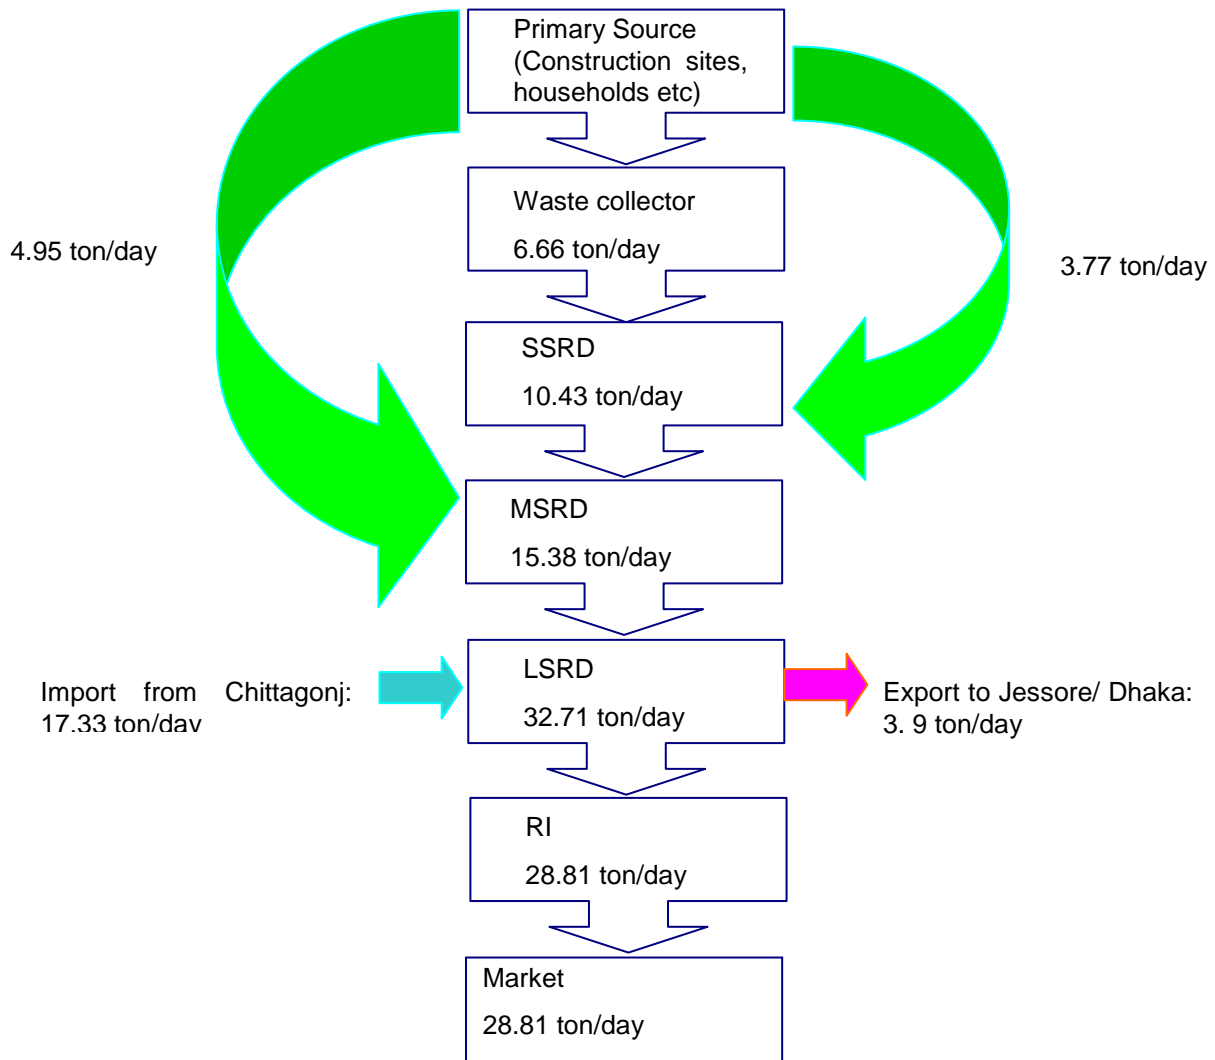 Primary Source
(Construction sites,
households etc)
Waste collector
6.66 ton/day
4.95 ton/day
3.77 ton/day
SSRD
10.43 ton/day
MSRD
15.38 ton/day
LSRD
32.71 ton/day
Import from Chittagonj:
17.33 ton/day
Export to Jessore/ Dhaka:
3. 9 ton/day
RI
28.81 ton/day
Market
28.81 ton/day